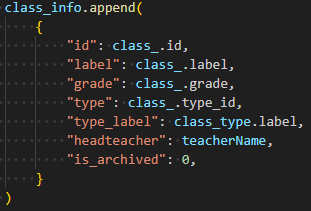 class_info.append(
    {
        "id": class_.id,
        "label": class_.label,
        "grade": class_.grade,
        "type": class_.type_id,
        "type_label": class_type.label,
        "headteacher": teacherName,
        "is_archived": 0,
    }
)